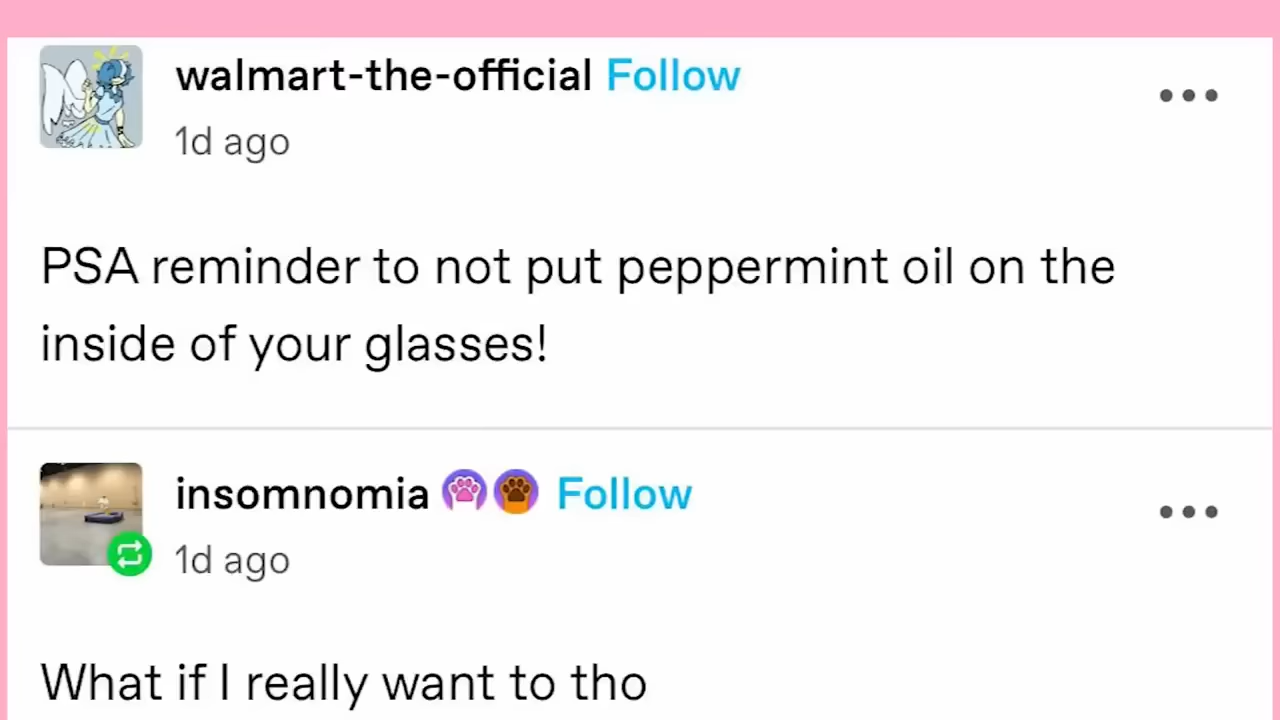 walmart-the-official Follow
1d ago
PSA reminder to not put peppermint oil on the
inside of your glasses!
insomnomia Follow
1d ago
What if I really want to tho